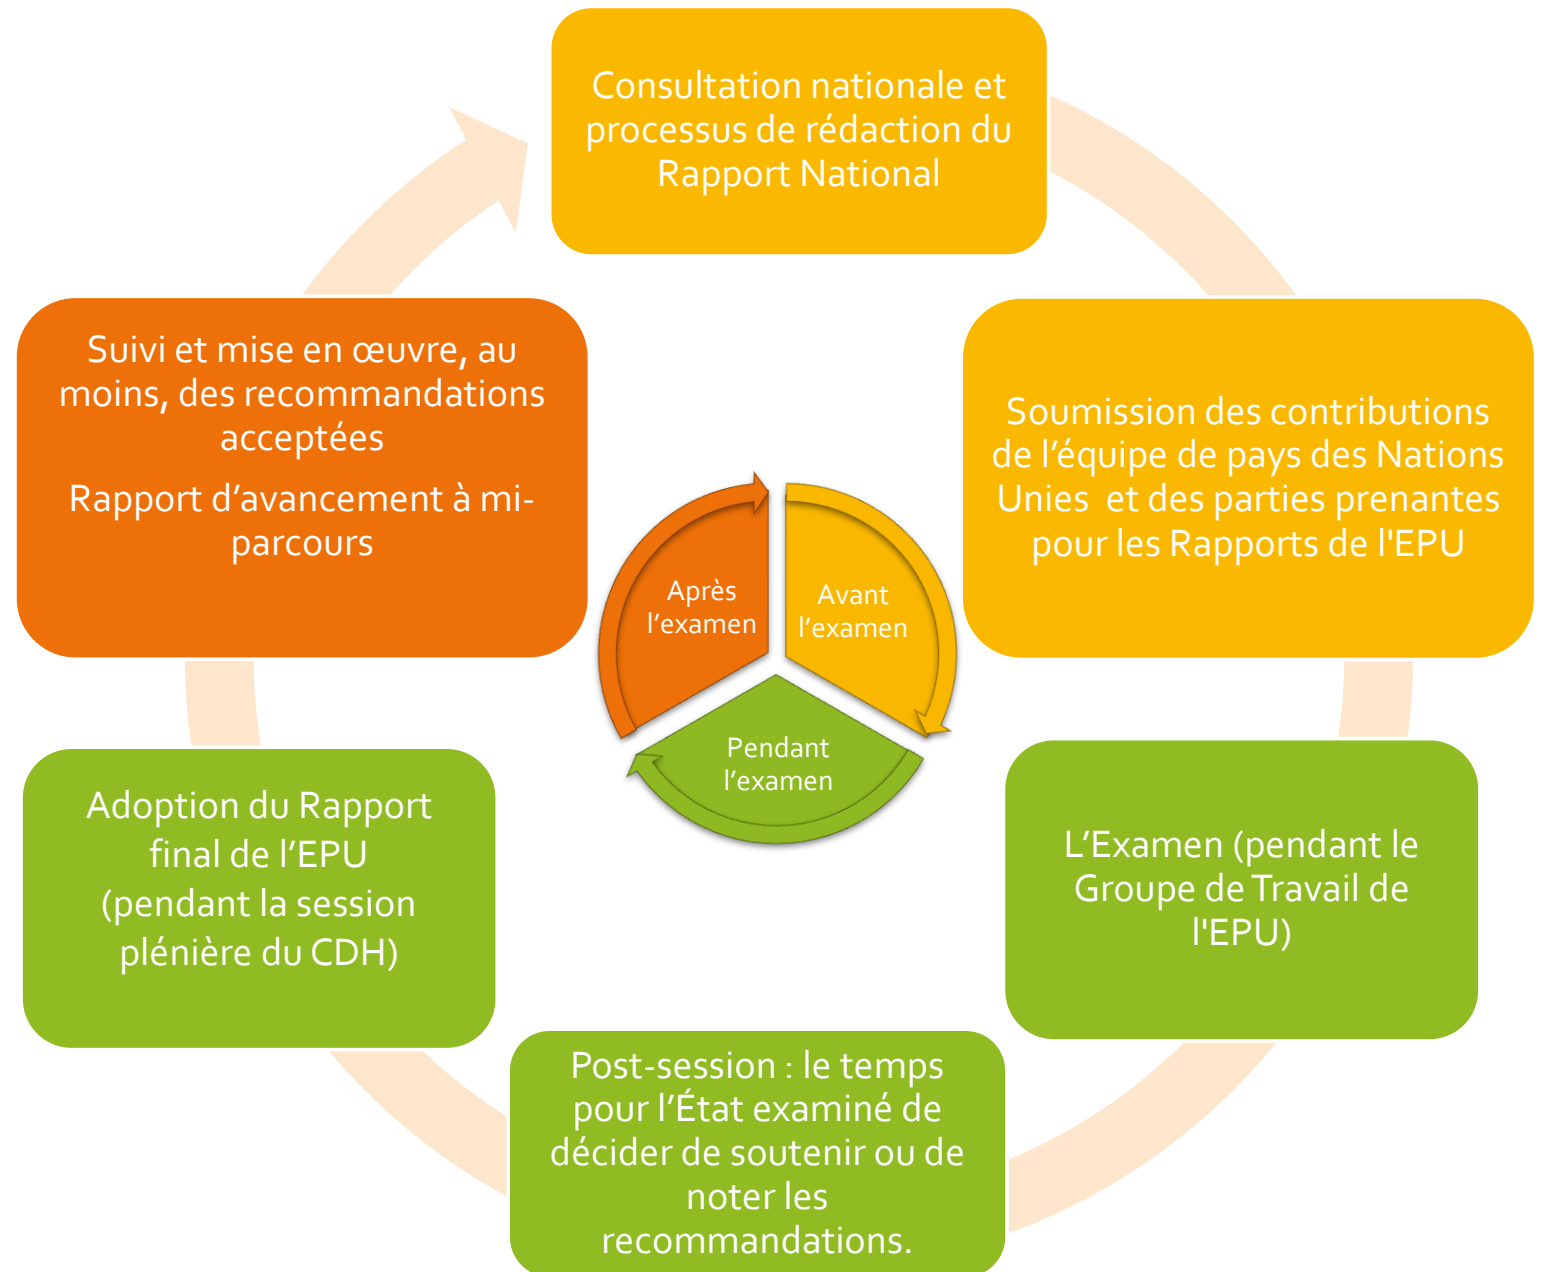 Consultation nationale et
processus de rédaction du
Rapport National
Soumission des contributions
de l’équipe de pays des Nations
Unies  et des parties prenantes
pour les Rapports de l'EPU
L’Examen (pendant le
Groupe de Travail de
l'EPU)
Post-session : le temps
pour l’État examiné de
décider de soutenir ou de
noter les
recommandations.
Adoption du Rapport
final de l’EPU
(pendant la session
plénière du CDH)
Suivi et mise en œuvre, au
moins, des recommandations
acceptées
Rapport d’avancement à mi-
parcours
Avant
l’examen
Pendant
l’examen
Après
l’examen